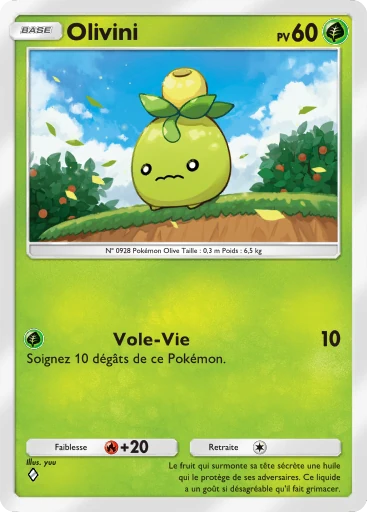 BASE Olivini PV 60
N° 0928 Pokémon Olive Taille : 0,3 m Poids : 6,5 kg
Vole-Vie 10
Soignez 10 dégâts de ce Pokémon.
Faiblesse +20 Retraite
Illus. yuu
Le fruit qui surmonte sa tête sécrète une huile
qui le protège de ses adversaires. Ce liquide
a un goût si désagréable qu'il fait grimacer.